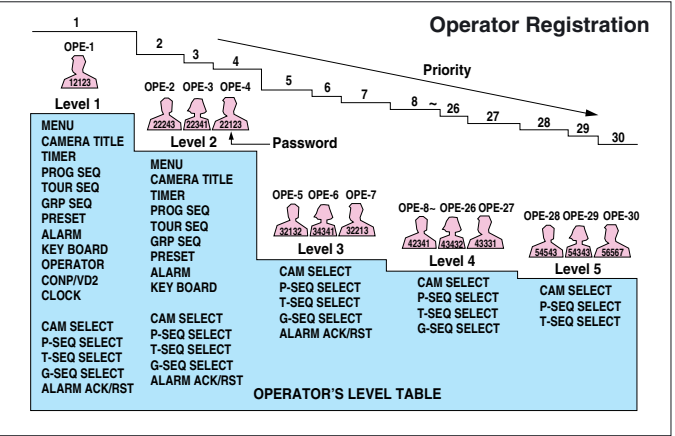 Operator Registration
1
2
3
4
5
6
7
8 ~ 26
27
28
29
30
Priority
OPE-1
12123
Level 1
MENU
CAMERA TITLE
TIMER
PROG SEQ
TOUR SEQ
GRP SEQ
PRESET
ALARM
KEY BOARD
OPERATOR
CONP/VD2
CLOCK
CAM SELECT
P-SEQ SELECT
T-SEQ SELECT
G-SEQ SELECT
ALARM ACK/RST
OPE-2 OPE-3 OPE-4
22243 22341 22123
Password
Level 2
MENU
CAMERA TITLE
TIMER
PROG SEQ
TOUR SEQ
GRP SEQ
PRESET
ALARM
KEY BOARD
CAM SELECT
P-SEQ SELECT
T-SEQ SELECT
G-SEQ SELECT
ALARM ACK/RST
OPE-5 OPE-6 OPE-7
32132 34341 32213
Level 3
CAM SELECT
P-SEQ SELECT
T-SEQ SELECT
G-SEQ SELECT
ALARM ACK/RST
OPE-8~ OPE-26 OPE-27
42341 43432 43331
Level 4
CAM SELECT
P-SEQ SELECT
T-SEQ SELECT
G-SEQ SELECT
OPE-28 OPE-29 OPE-30
54543 54343 56567
Level 5
CAM SELECT
P-SEQ SELECT
T-SEQ SELECT
OPERATOR'S LEVEL TABLE